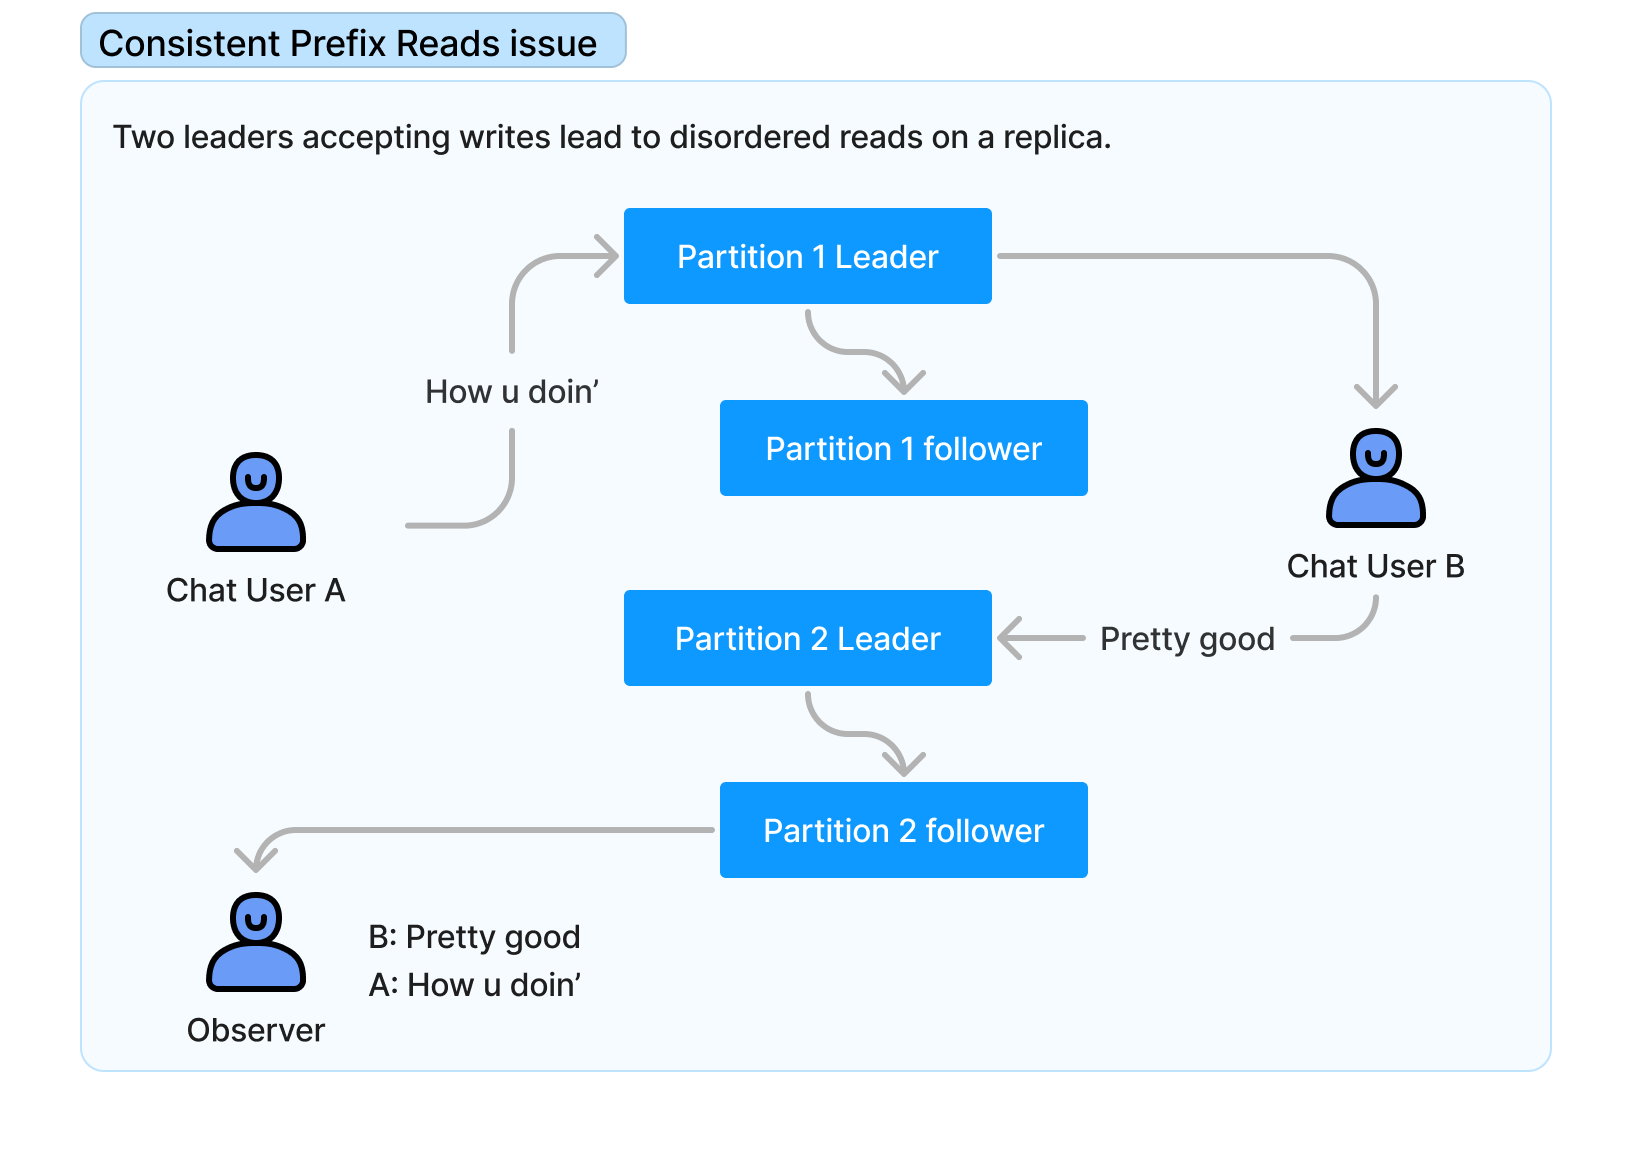 Consistent Prefix Reads issue
Two leaders accepting writes lead to disordered reads on a replica.
Partition 1 Leader
How u doin’
Partition 1 follower
Chat User A
Chat User B
Partition 2 Leader
Pretty good
Partition 2 follower
B: Pretty good
A: How u doin’
Observer